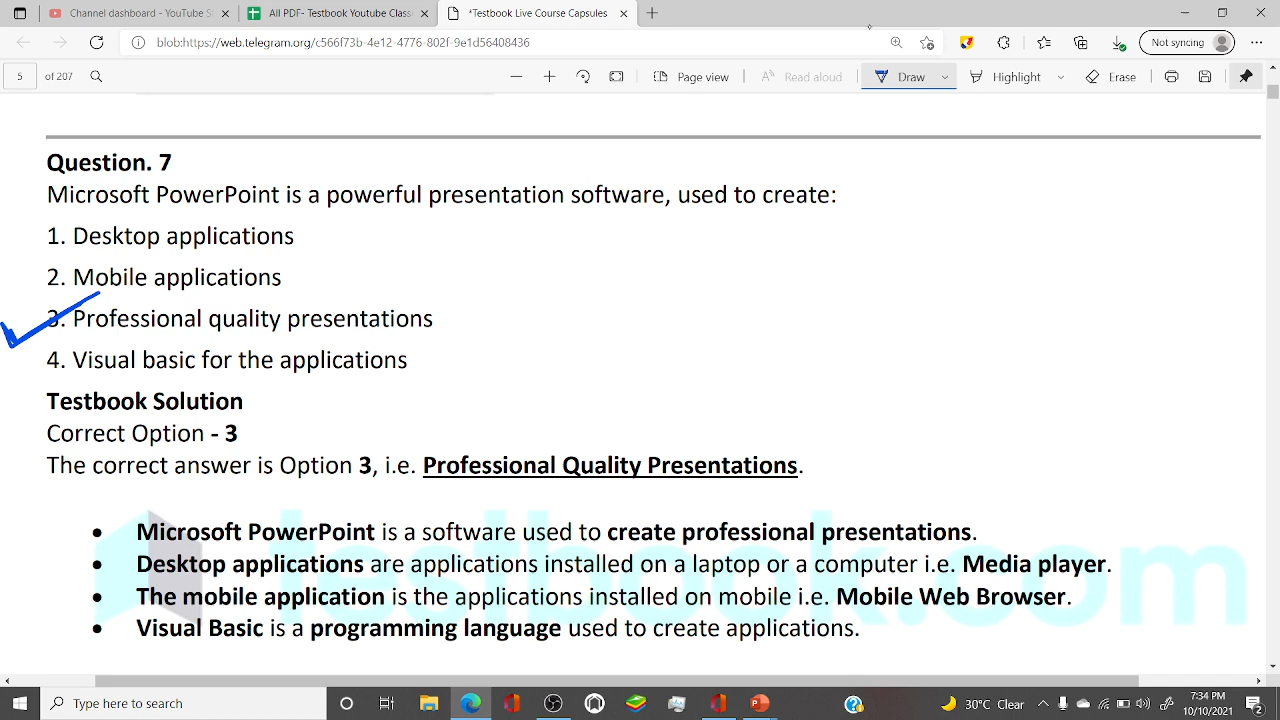 Channel dashboard - YouTube S
All PDF- Testbook Youtube Class
*Testbook Live Course Capsules
blob:https://web.telegram.org/c566f73b-4e12-4776-802f-9e1d56408436
Not syncing
5 of 207
Page view
Read aloud
Draw
Highlight
Erase
Question. 7
Microsoft PowerPoint is a powerful presentation software, used to create:
1. Desktop applications
2. Mobile applications
3. Professional quality presentations
4. Visual basic for the applications
Testbook Solution
Correct Option - 3
The correct answer is Option 3, i.e. Professional Quality Presentations.
• Microsoft PowerPoint is a software used to create professional presentations.
• Desktop applications are applications installed on a laptop or a computer i.e. Media player.
• The mobile application is the applications installed on mobile i.e. Mobile Web Browser.
• Visual Basic is a programming language used to create applications.
testbook.com
Type here to search
30°C Clear
7:34 PM
10/10/2021
2